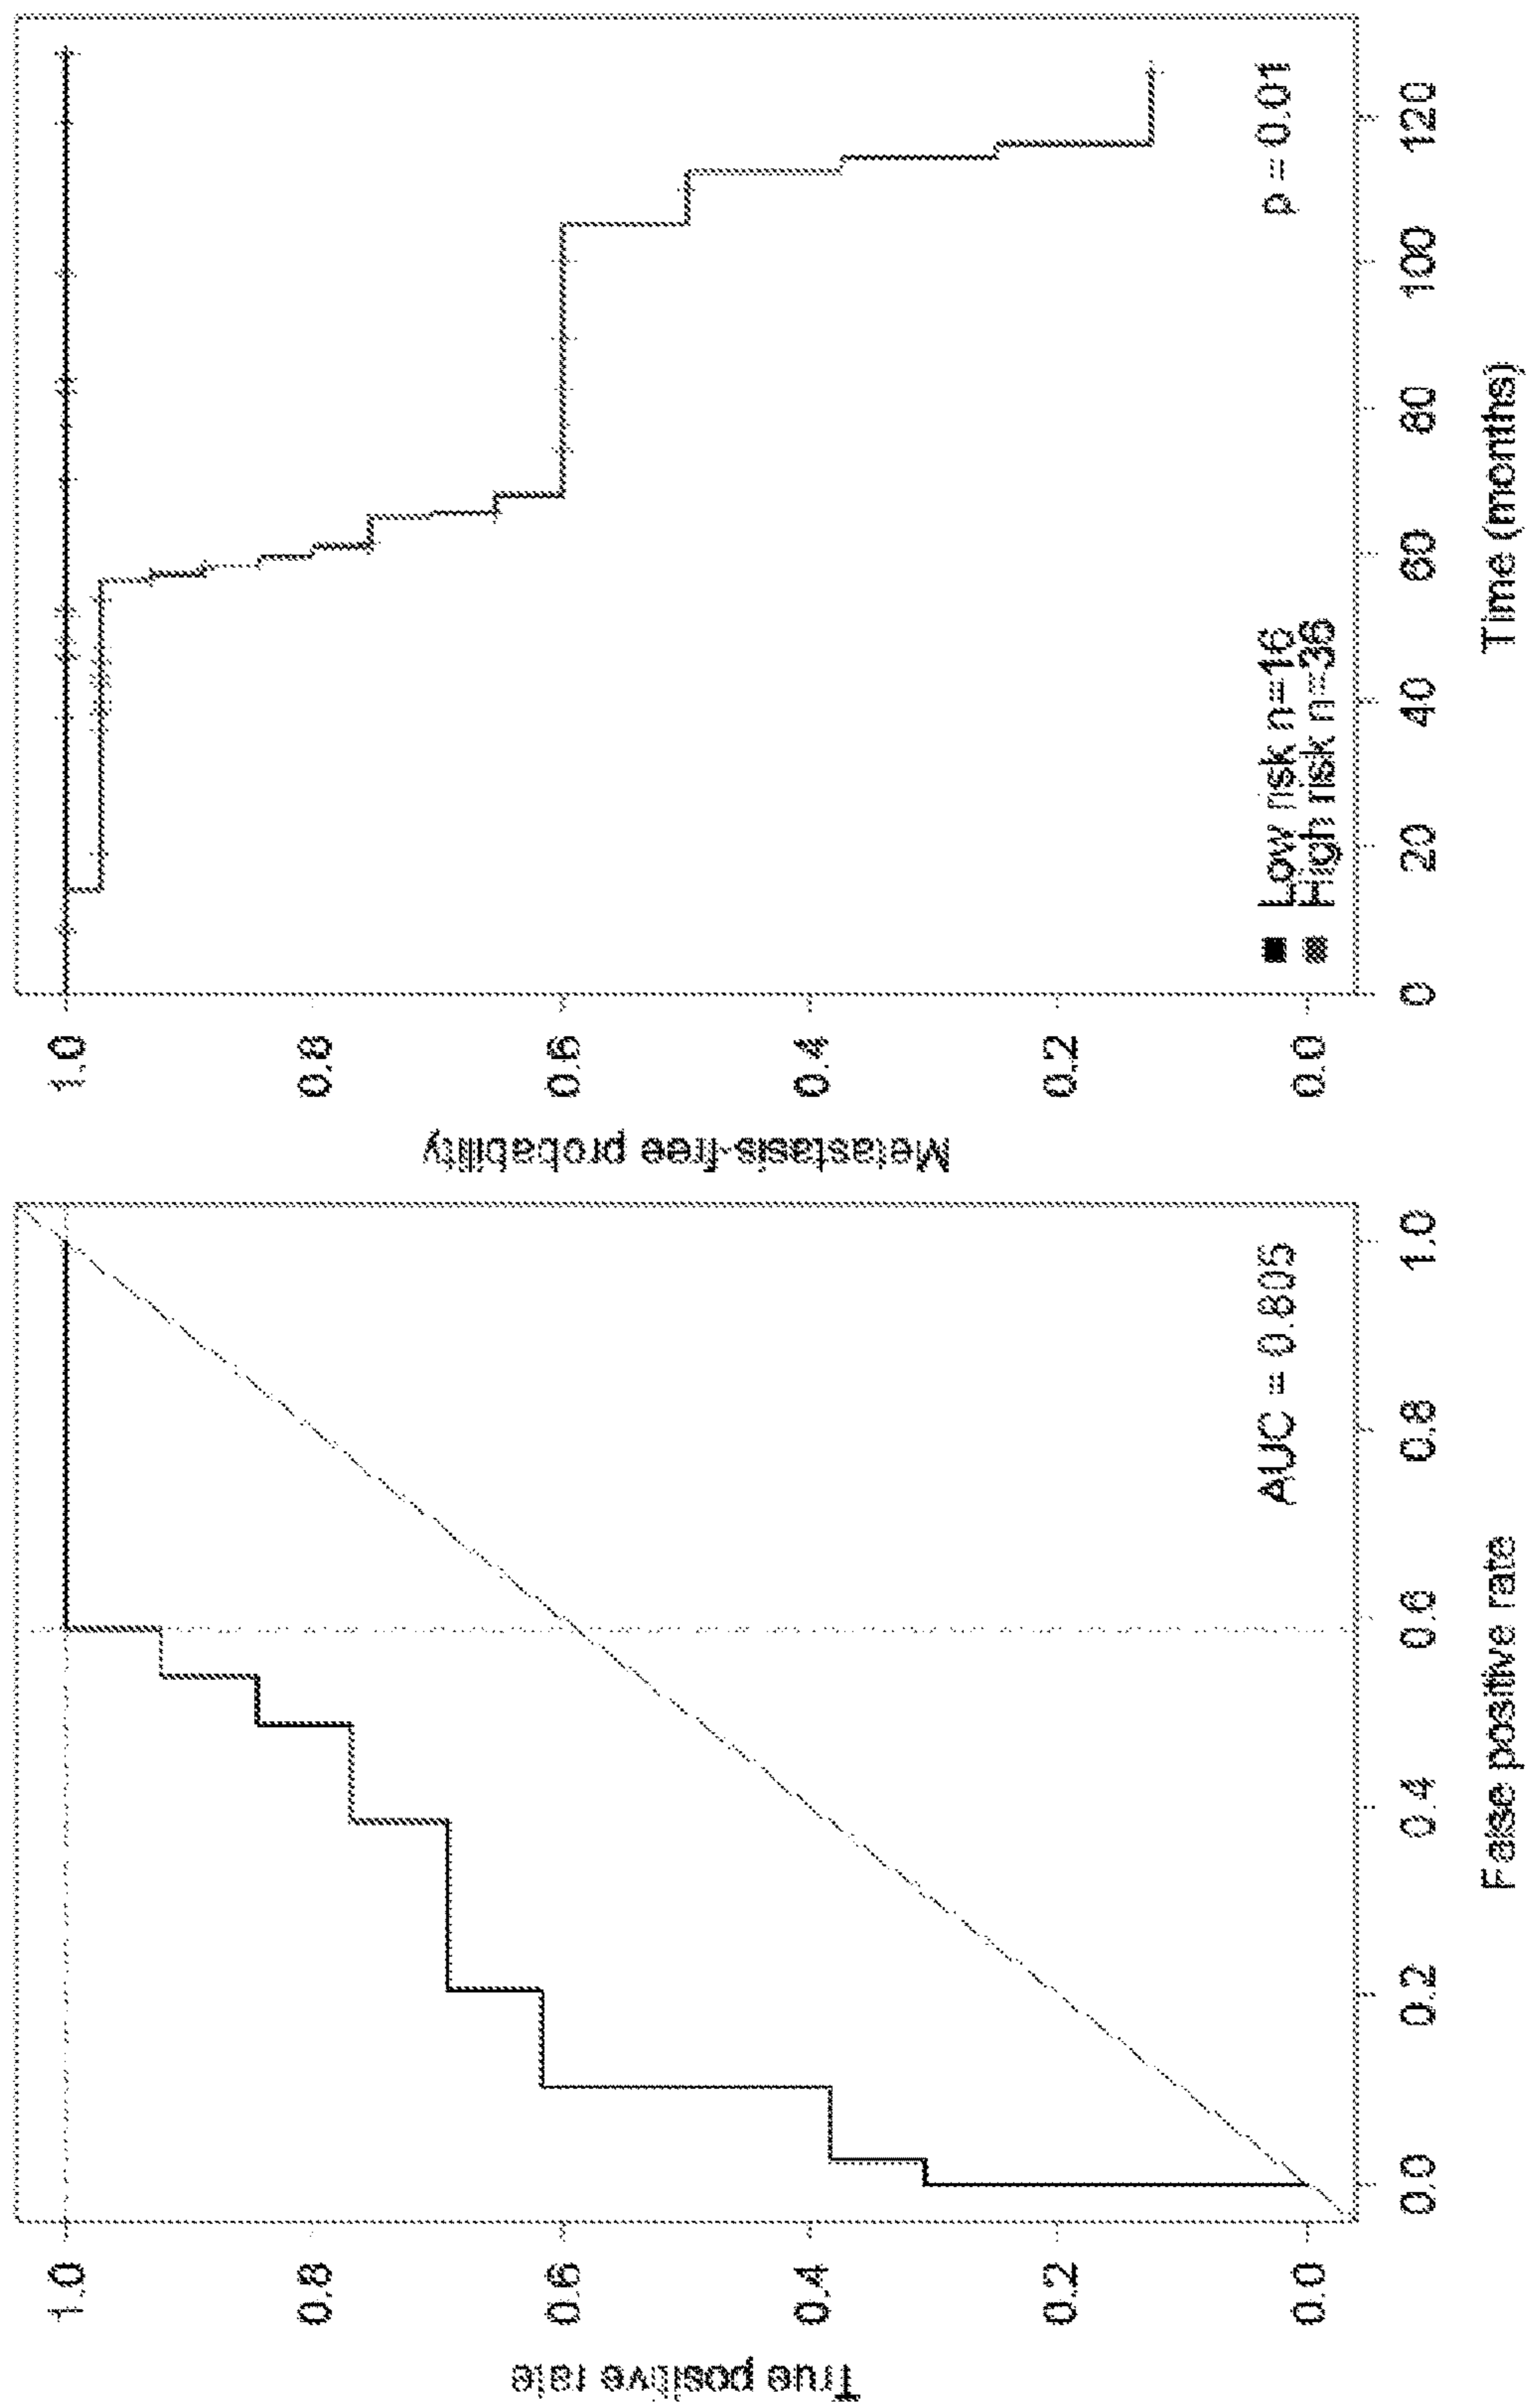 True positive rate
1.0
0.8
0.6
0.4
0.2
0.0
AUC = 0.805
0.0 0.2 0.4 0.6 0.8 1.0
False positive rate
Metastasis-free probability
1.0
0.8
0.6
0.4
0.2
0.0
Low risk n=16
High risk n=36
p = 0.01
0 20 40 60 80 100 120
Time (months)